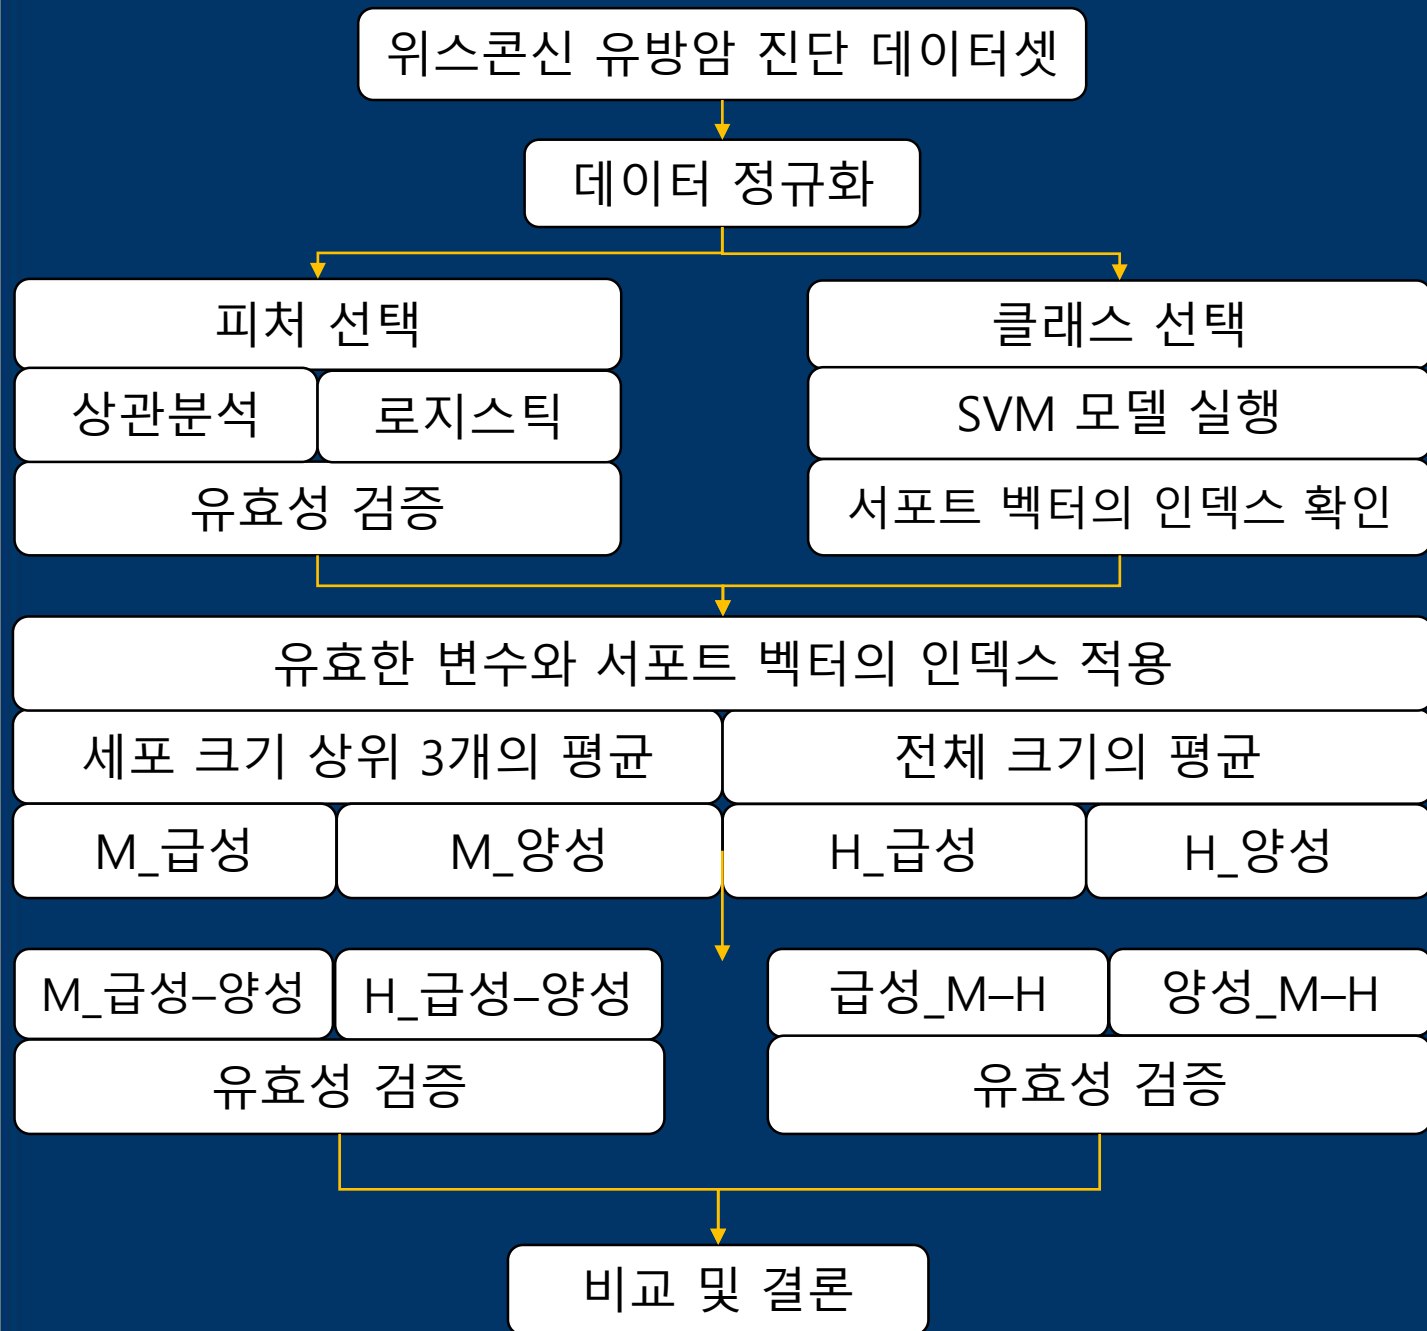 위스콘신 유방암 진단 데이터셋
데이터 정규화
피처 선택
클래스 선택
상관분석
로지스틱
SVM 모델 실행
유효성 검증
서포트 벡터의 인덱스 확인
유효한 변수와 서포트 벡터의 인덱스 적용
세포 크기 상위 3개의 평균
전체 크기의 평균
M_급성
M_양성
H_급성
H_양성
M_급성–양성
H_급성–양성
급성_M–H
양성_M–H
유효성 검증
유효성 검증
비교 및 결론